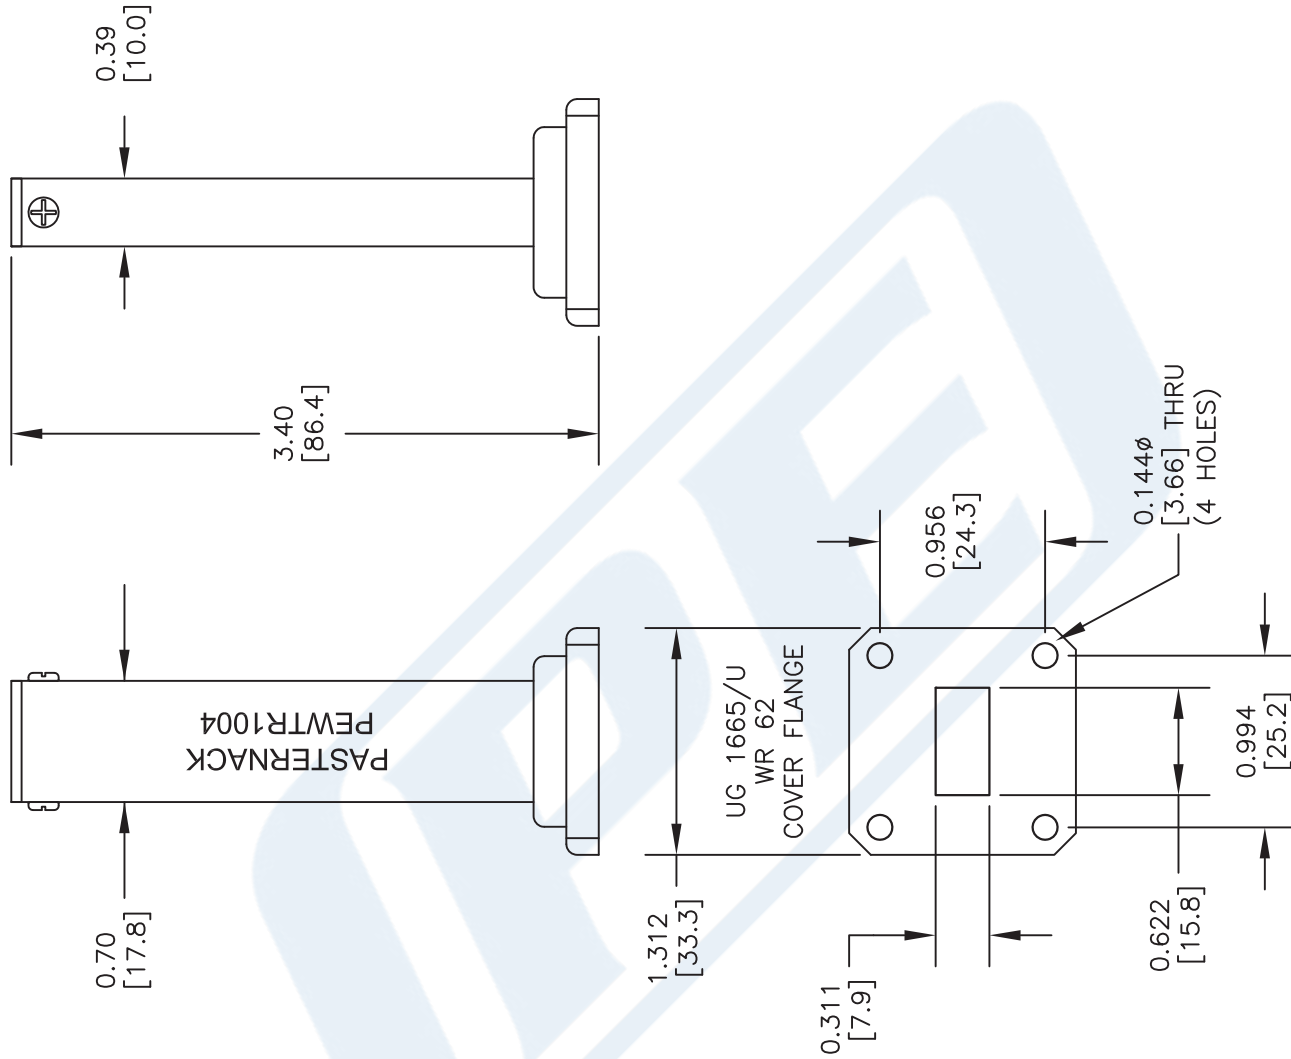 0.39
[10.0]
3.40
[86.4]
0.70
[17.8]
PASTERNACK
PEWTR1004
1.312
[33.3]
UG 1665/U
WR 62
COVER FLANGE
0.956
[24.3]
0.144ø
[3.66] THRU
(4 HOLES)
0.311
[7.9]
0.622
[15.8]
0.994
[25.2]
PE